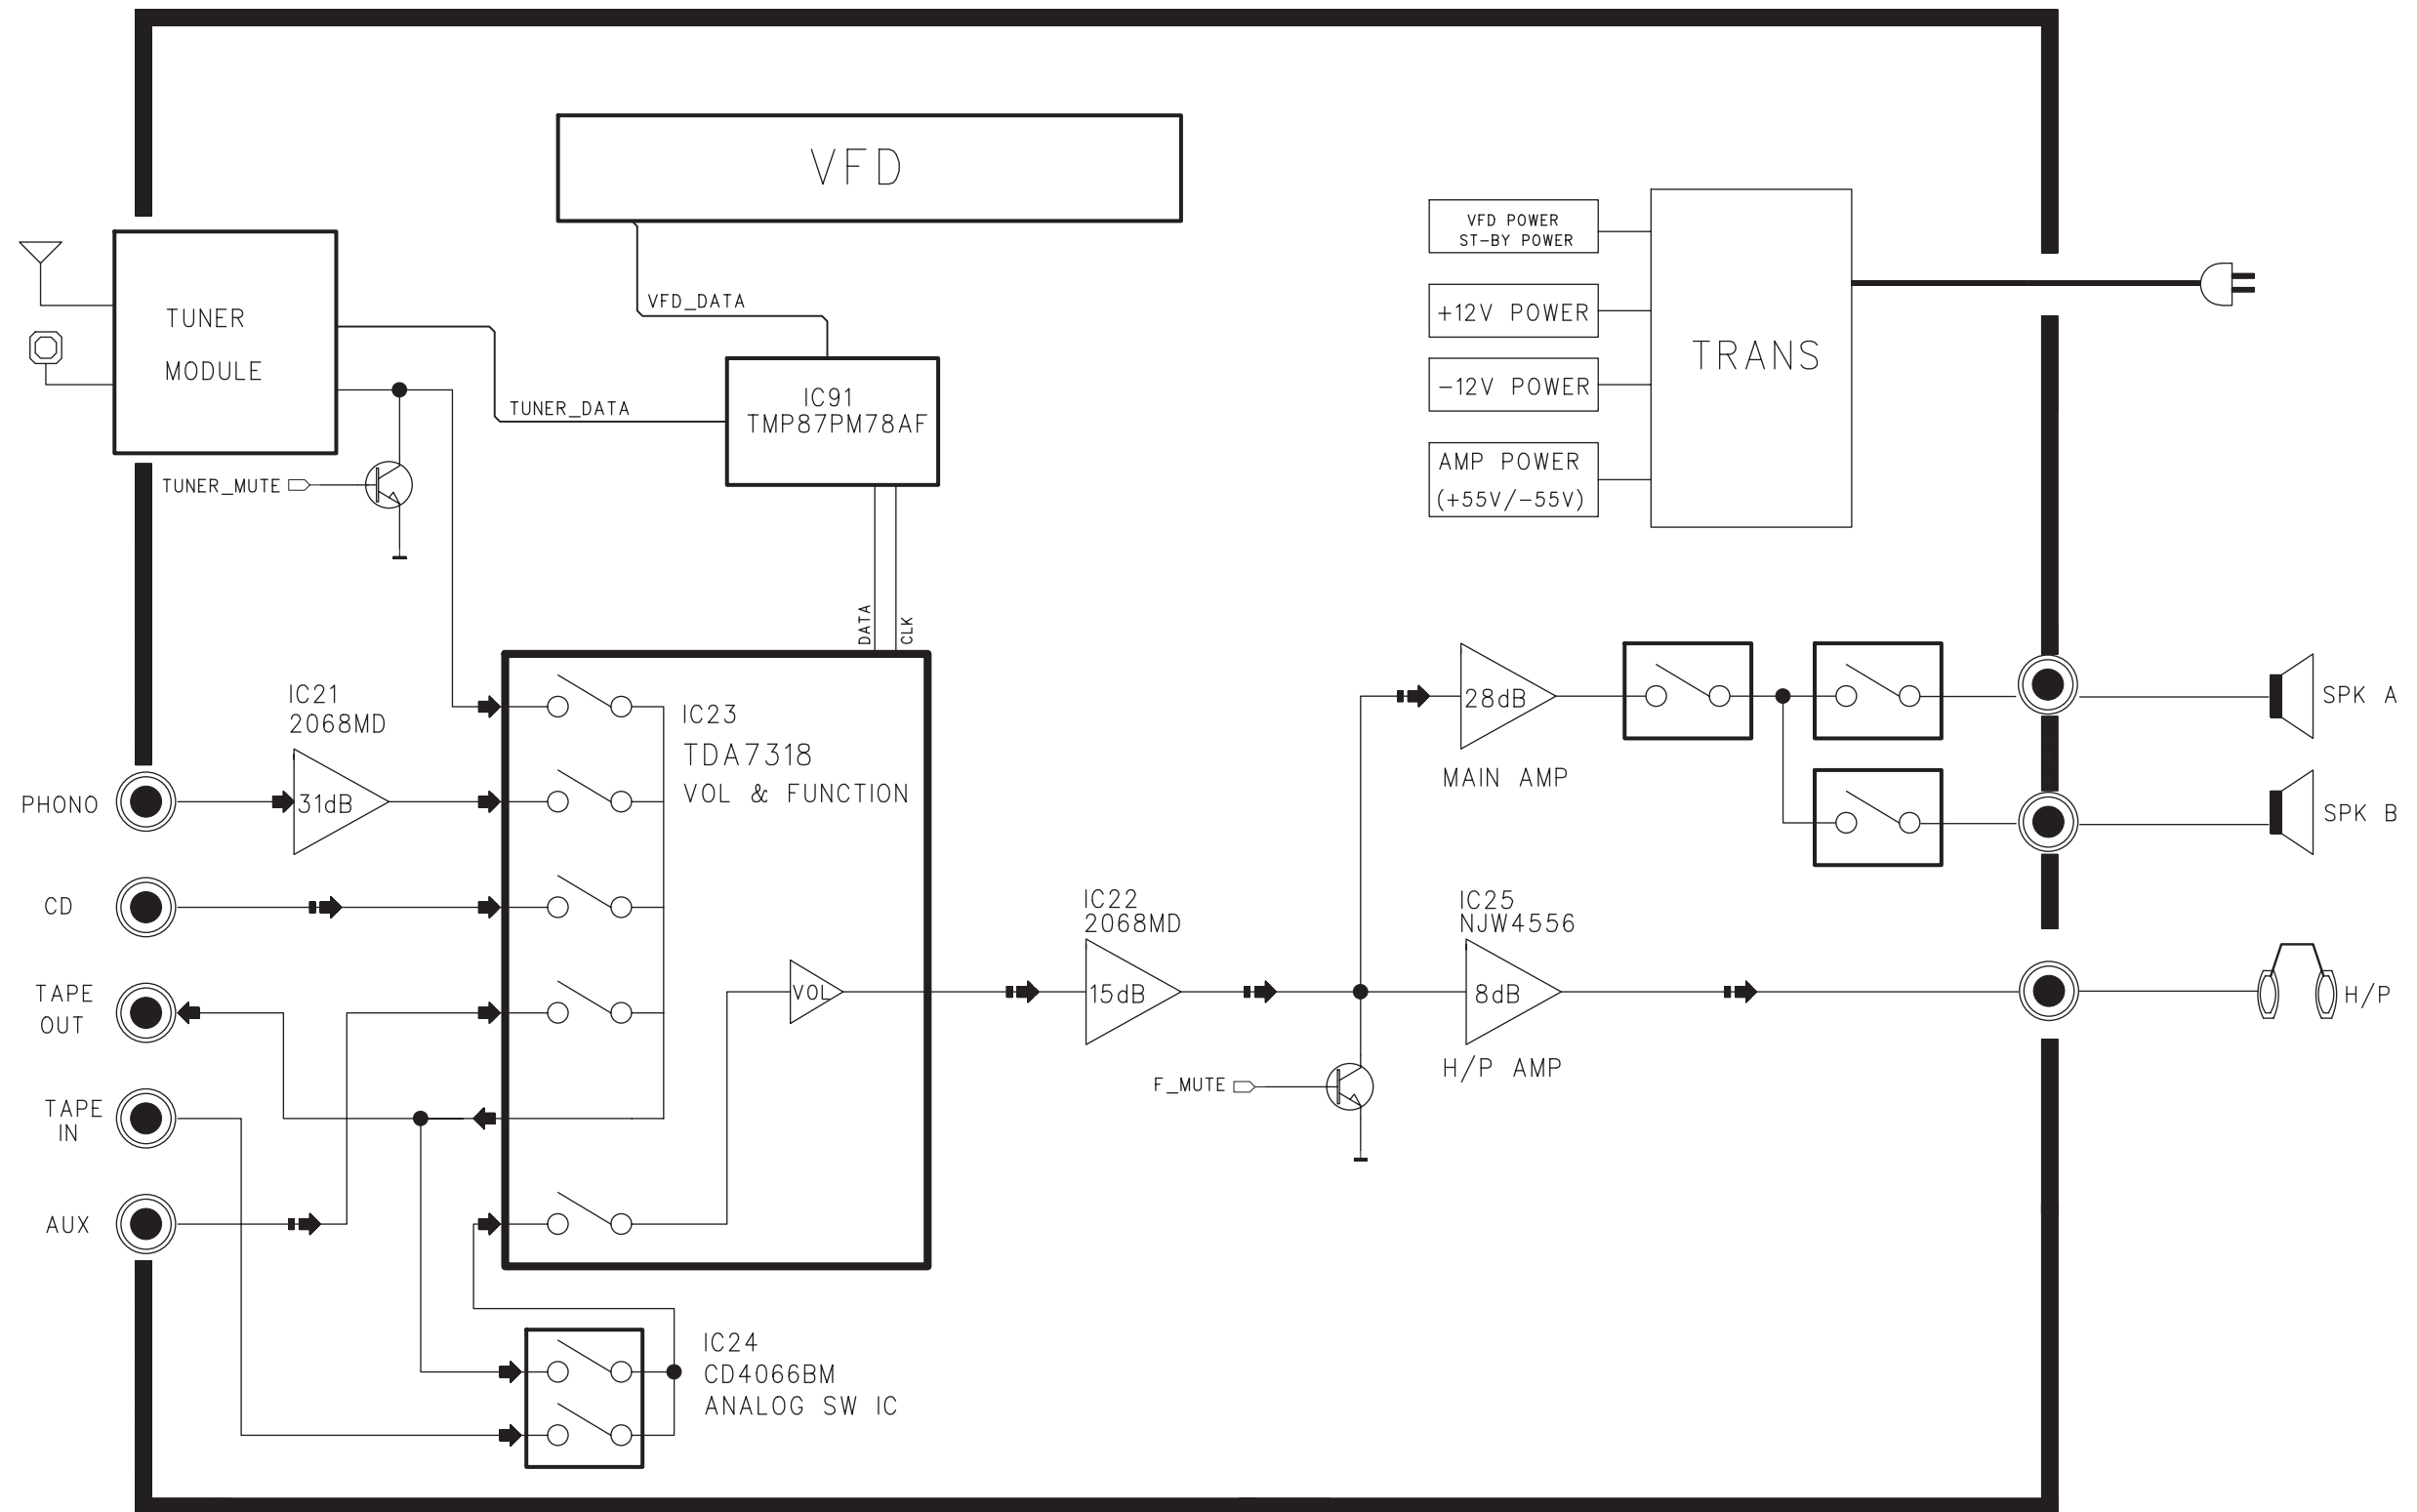 VFD
VFD POWER
ST-BY POWER
+12V POWER
-12V POWER
AMP POWER
(+55V/-55V)
TRANS
TUNER
MODULE
VFD_DATA
TUNER_DATA
IC91
TMP87PM78AF
TUNER_MUTE
DATA
CLK
IC21
2068MD
31dB
PHONO
CD
TAPE
OUT
TAPE
IN
AUX
IC23
TDA7318
VOL & FUNCTION
VOL
IC22
2068MD
15dB
28dB
MAIN AMP
IC25
NJW4556
8dB
H/P AMP
F_MUTE
SPK A
SPK B
H/P
IC24
CD4066BM
ANALOG SW IC